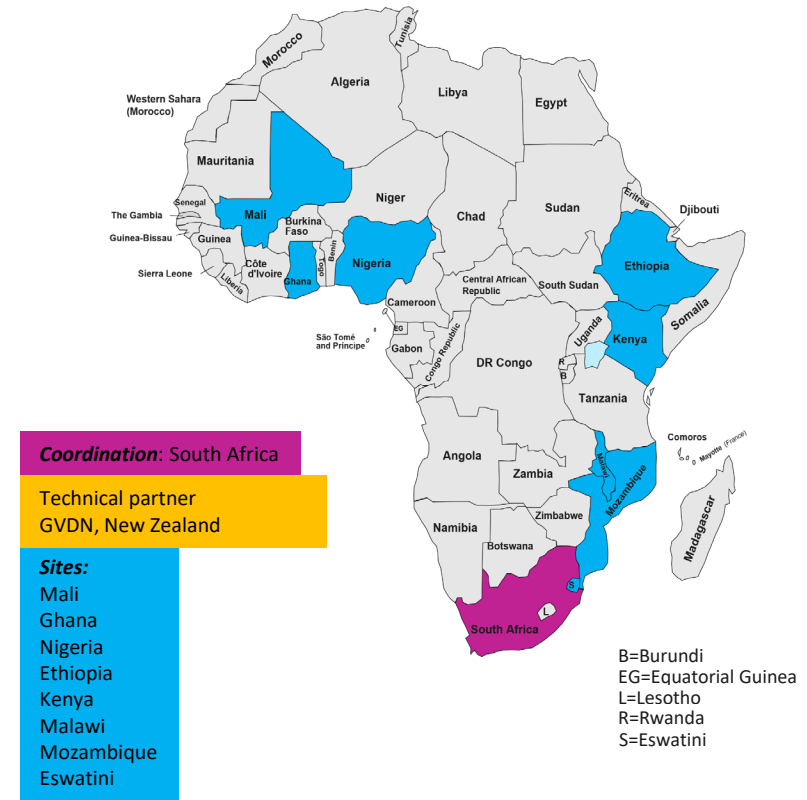 Tunisia
Morocco
Algeria
Libya
Egypt
Western Sahara
(Morocco)
Mauritania
Mali
Niger
Chad
Sudan
Eritrea
Djibouti
Senegal
The Gambia
Guinea-Bissau
Guinea
Sierra Leone
Liberia
Côte
d'Ivoire
Burkina
Faso
Ghana
Togo
Benin
Nigeria
Cameroon
Central African
Republic
South Sudan
Ethiopia
Somalia
Kenya
Uganda
R
B
EG
São Tomé
and Príncipe
Gabon
Congo Republic
DR Congo
Tanzania
Comoros
Mayotte (France)
Angola
Zambia
Malawi
Mozambique
Zimbabwe
Madagascar
Namibia
Botswana
S
L
South Africa
Coordination: South Africa
Technical partner
GVDN, New Zealand
Sites:
Mali
Ghana
Nigeria
Ethiopia
Kenya
Malawi
Mozambique
Eswatini
B=Burundi
EG=Equatorial Guinea
L=Lesotho
R=Rwanda
S=Eswatini